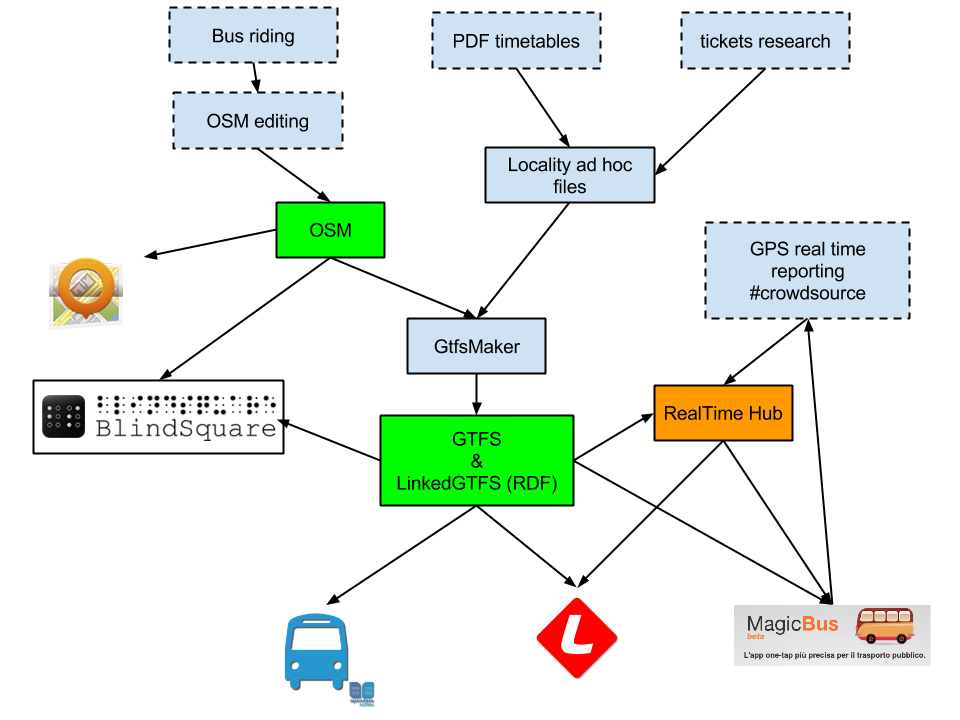 Bus riding
PDF timetables
tickets research
OSM editing
Locality ad hoc
files
OSM
GPS real time
reporting
#crowdsource
GtfsMaker
RealTime Hub
BlindSquare
GTFS
&
LinkedGTFS (RDF)
L
MagicBus
beta
L'app one-tap più precisa per il trasporto pubblico.